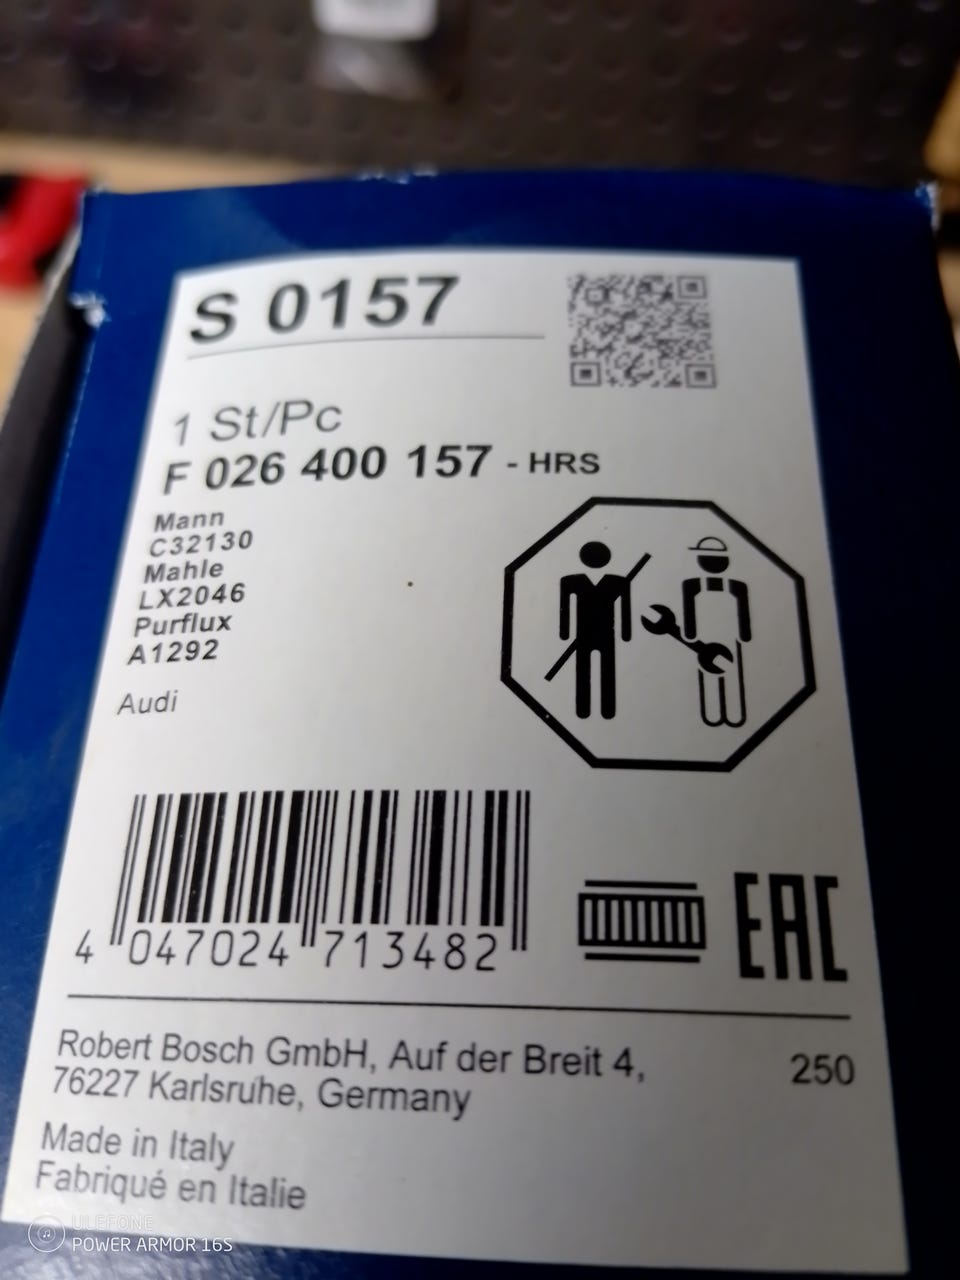 S 0157
1 St/Pc
F 026 400 157 - HRS
Mann
C32130
Mahle
LX2046
Purflux
A1292
Audi
4 047024 713482
EAC
Robert Bosch GmbH, Auf der Breit 4,
76227 Karlsruhe, Germany
250
Made in Italy
Fabriqué en Italie
ULEFONE
POWER ARMOR 16S